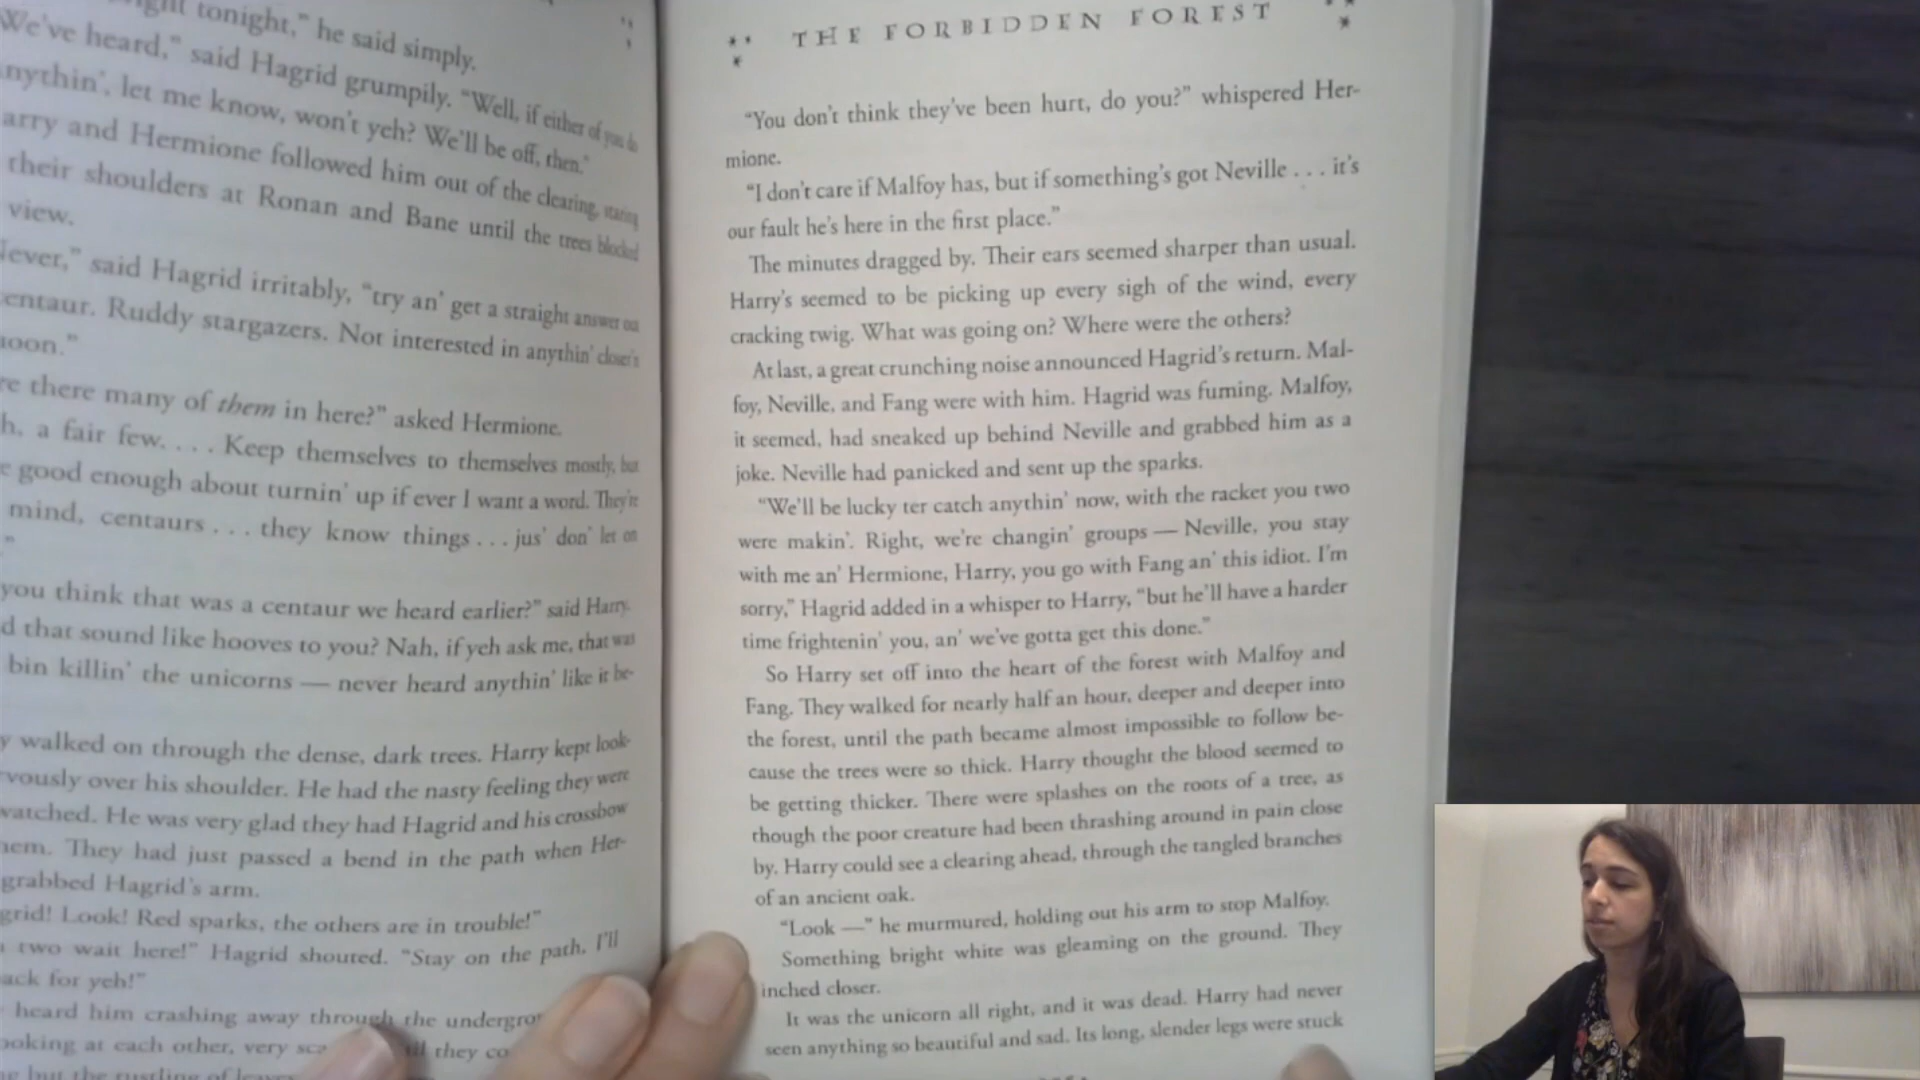 ght tonight," he said simply.
We've heard," said Hagrid grumpily. "Well, if either of you do
nythin', let me know, won't yeh? We'll be off, then."
arry and Hermione followed him out of the clearing, staring
their shoulders at Ronan and Bane until the trees blocked
view.
Never," said Hagrid irritably, "try an' get a straight answer out
entaur. Ruddy stargazers. Not interested in anythin' closer'n
moon."
re there many of them in here?" asked Hermione.
h, a fair few. . . . Keep themselves to themselves mostly, but
e good enough about turnin' up if ever I want a word. They're
mind, centaurs . . . they know things . . . jus' don' let on
."
you think that was a centaur we heard earlier?" said Harry.
d that sound like hooves to you? Nah, if yeh ask me, that was
bin killin' the unicorns — never heard anythin' like it be-
y walked on through the dense, dark trees. Harry kept look-
vously over his shoulder. He had the nasty feeling they were
watched. He was very glad they had Hagrid and his crossbow
hem. They had just passed a bend in the path when Her-
grabbed Hagrid's arm.
grid! Look! Red sparks, the others are in trouble!"
two wait here!" Hagrid shouted. "Stay on the path, I'll
ack for yeh!"
heard him crashing away through the undergro
ooking at each other, very sca they co
but the rustling of
THE FORBIDDEN FOREST
"You don't think they've been hurt, do you?" whispered Her-
mione.
"I don't care if Malfoy has, but if something's got Neville . . . it's
our fault he's here in the first place."
The minutes dragged by. Their ears seemed sharper than usual.
Harry's seemed to be picking up every sigh of the wind, every
cracking twig. What was going on? Where were the others?
At last, a great crunching noise announced Hagrid's return. Mal-
foy, Neville, and Fang were with him. Hagrid was fuming. Malfoy,
it seemed, had sneaked up behind Neville and grabbed him as a
joke. Neville had panicked and sent up the sparks.
"We'll be lucky ter catch anythin' now, with the racket you two
were makin'. Right, we're changin' groups — Neville, you stay
with me an' Hermione, Harry, you go with Fang an' this idiot. I'm
sorry," Hagrid added in a whisper to Harry, "but he'll have a harder
time frightenin' you, an' we've gotta get this done."
So Harry set off into the heart of the forest with Malfoy and
Fang. They walked for nearly half an hour, deeper and deeper into
the forest, until the path became almost impossible to follow be-
cause the trees were so thick. Harry thought the blood seemed to
be getting thicker. There were splashes on the roots of a tree, as
though the poor creature had been thrashing around in pain close
by. Harry could see a clearing ahead, through the tangled branches
of an ancient oak.
"Look —" he murmured, holding out his arm to stop Malfoy.
Something bright white was gleaming on the ground. They
inched closer.
It was the unicorn all right, and it was dead. Harry had never
seen anything so beautiful and sad. Its long, slender legs were stuck